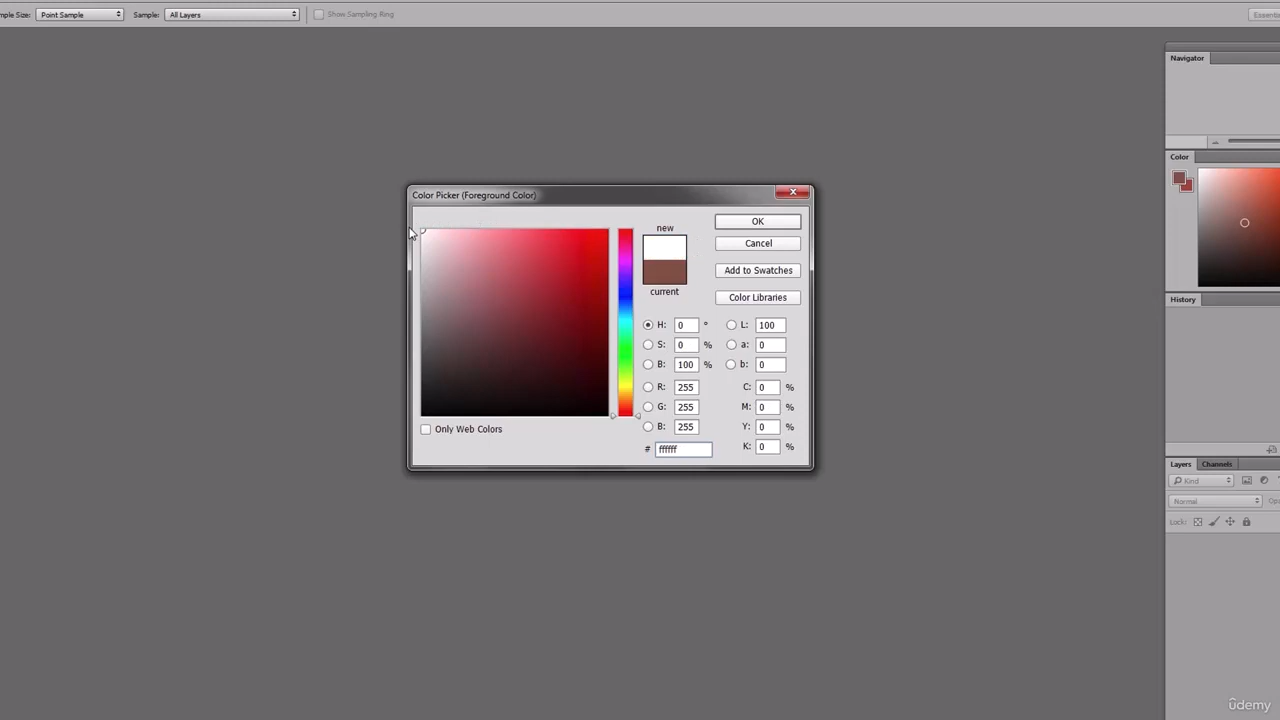 Size: Point Sample Sample: All Layers Show Sampling Ring
Navigator
Color
History
Layers Channels
Kind
Normal
Lock:
Color Picker (Foreground Color)
new
current
OK
Cancel
Add to Swatches
Color Libraries
H: 0 °
S: 0 %
B: 100 %
R: 255
G: 255
B: 255
# ffffff
L: 100
a: 0
b: 0
C: 0 %
M: 0 %
Y: 0 %
K: 0 %
Only Web Colors
ûdemy